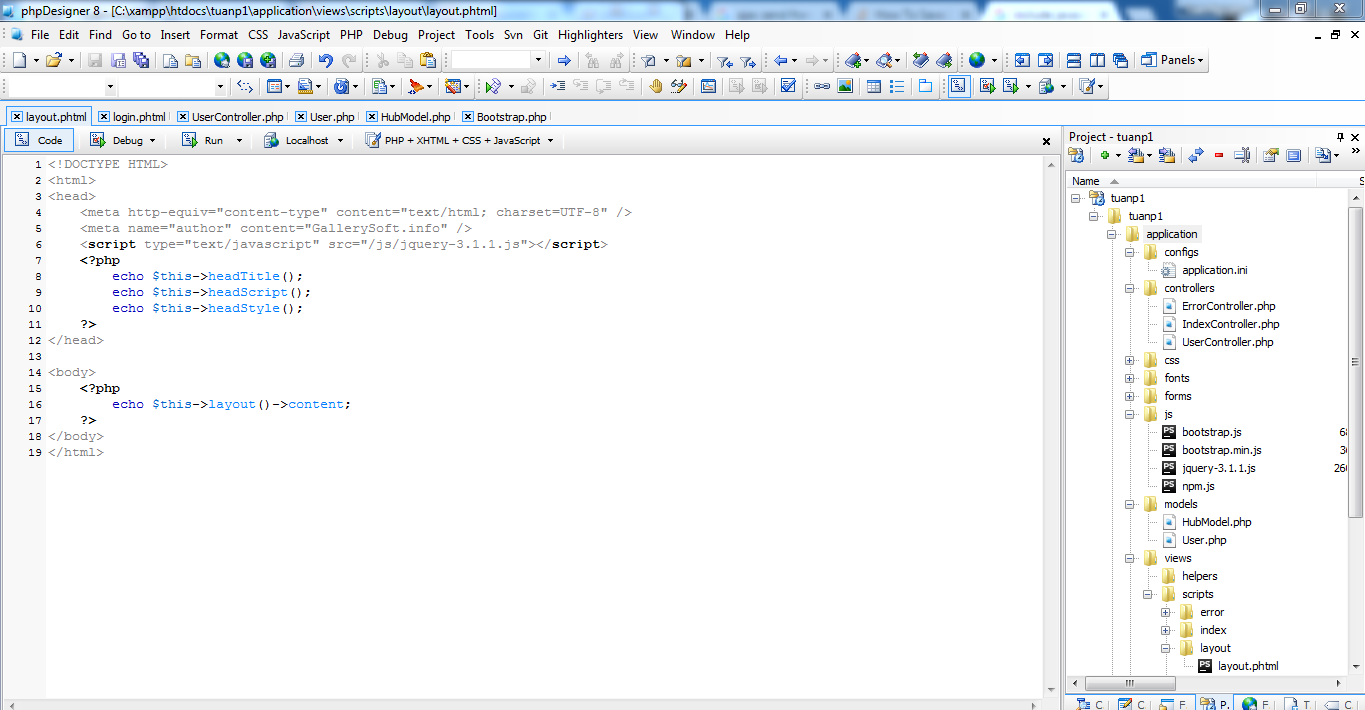 phpDesigner 8 - [C:\xampp\htdocs\tuanp1\application\views\scripts\layout\layout.phtml]
File Edit Find Go to Insert Format CSS JavaScript PHP Debug Project Tools Svn Git Highlighters View Window Help
Panels
layout.phtml login.phtml UserController.php User.php HubModel.php Bootstrap.php
Code Debug Run Localhost PHP + XHTML + CSS + JavaScript
1 <!DOCTYPE HTML>
2 <html>
3 <head>
4 <meta http-equiv="content-type" content="text/html; charset=UTF-8" />
5 <meta name="author" content="GallerySoft.info" />
6 <script type="text/javascript" src="/js/jquery-3.1.1.js"></script>
7 <?php
8 echo $this->headTitle();
9 echo $this->headScript();
10 echo $this->headStyle();
11 ?>
12 </head>
13
14 <body>
15 <?php
16 echo $this->layout()->content;
17 ?>
18 </body>
19 </html>
Project - tuanp1
Name S
tuanp1
tuanp1
application
configs
application.ini
controllers
ErrorController.php
IndexController.php
UserController.php
css
fonts
forms
js
bootstrap.js 68
bootstrap.min.js 36
jquery-3.1.1.js 260
npm.js
models
HubModel.php
User.php
views
helpers
scripts
error
index
layout
layout.phtml
C C F P. F T C